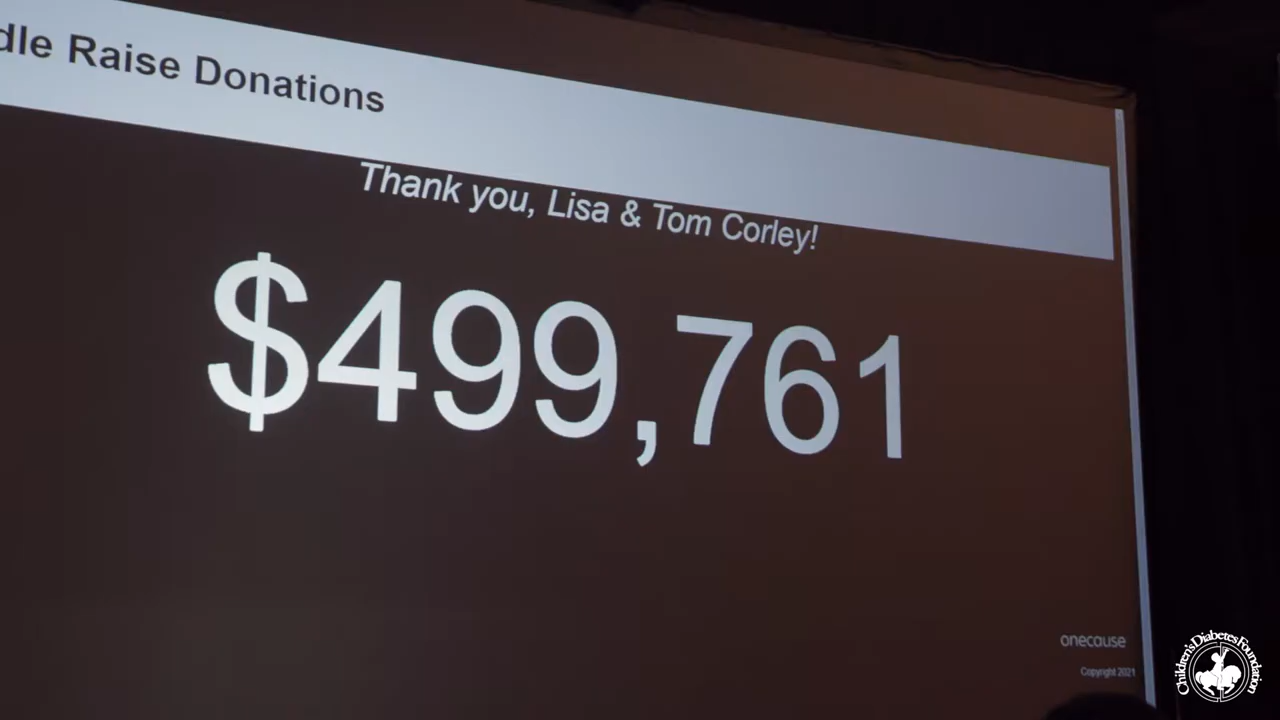 dle Raise Donations
Thank you, Lisa & Tom Corley!
$499,761
onecause
Copyright 2021
Children's Diabetes Foundation